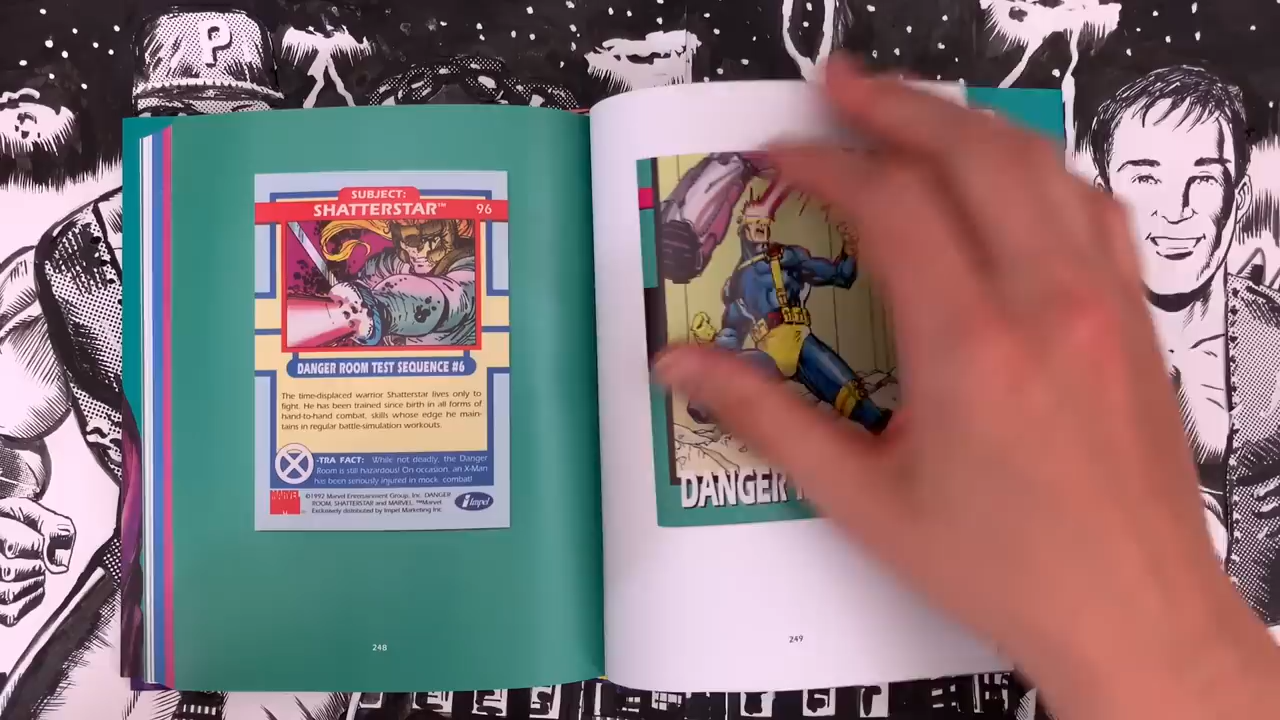 P
SUBJECT:
SHATTERSTAR™ 96
DANGER ROOM TEST SEQUENCE #6
The time-displaced warrior Shatterstar lives only to
fight. He has been trained since birth in all forms of
hand-to-hand combat, skills whose edge he main-
tains in regular battle-simulation workouts.
-TRA FACT: While not deadly, the Danger
Room is still hazardous! On occasion, an X-Man
has been seriously injured in mock combat!
MARVEL
©1992 Marvel Entertainment Group, Inc. DANGER
ROOM, SHATTERSTAR and MARVEL: ™Marvel
Exclusively distributed by Impel Marketing Inc
Impel
248
DANGER
249